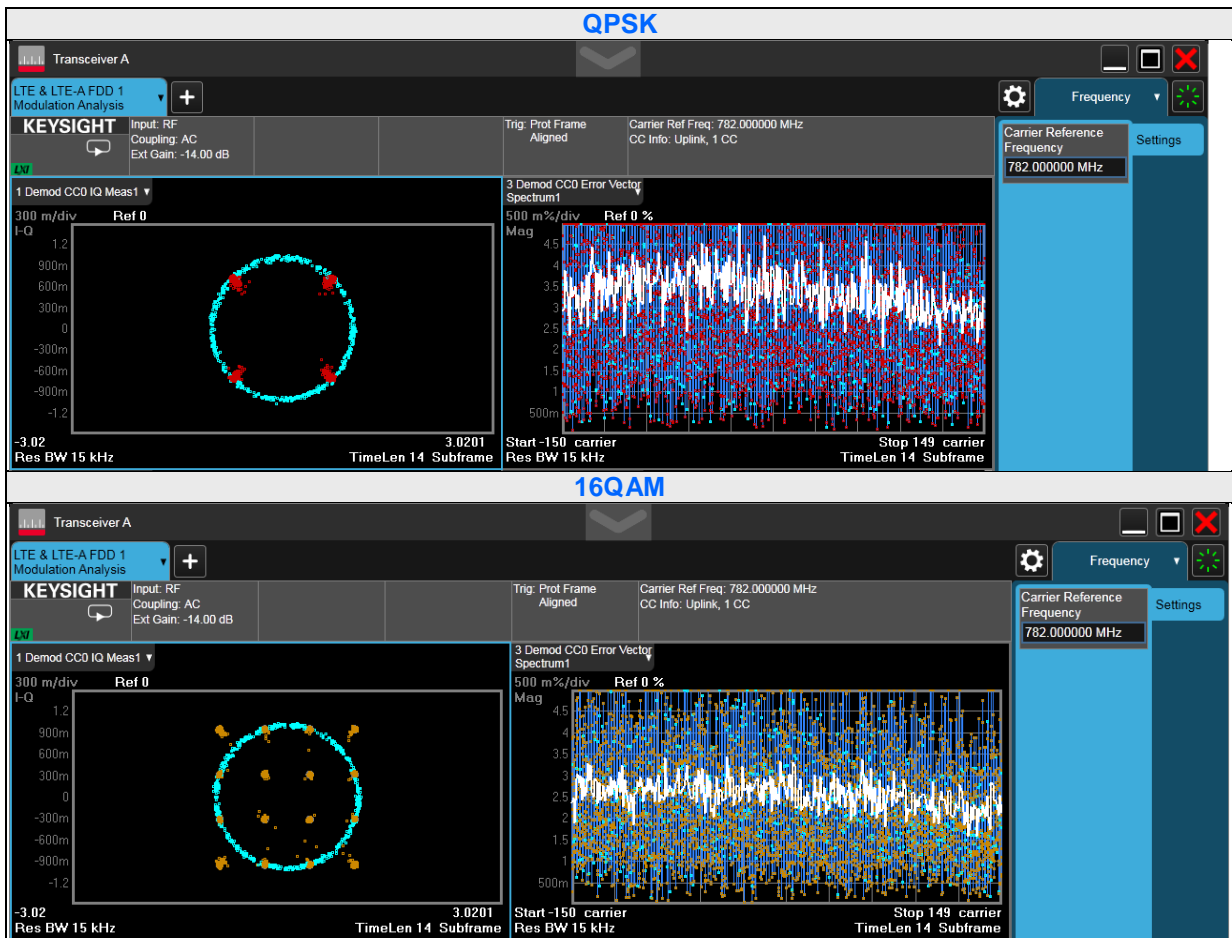 QPSK
Transceiver A
LTE & LTE-A FDD 1
Modulation Analysis
Frequency
KEYSIGHT
LXI
Input: RF
Coupling: AC
Ext Gain: -14.00 dB
Trig: Prot Frame
Aligned
Carrier Ref Freq: 782.000000 MHz
CC Info: Uplink, 1 CC
Carrier Reference
Frequency
782.000000 MHz
Settings
1 Demod CC0 IQ Meas1
300 m/div Ref 0
I-Q
1.2
900m
600m
300m
0
-300m
-600m
-900m
-1.2
-3.02 3.0201
Res BW 15 kHz TimeLen 14 Subframe
3 Demod CC0 Error Vector
Spectrum1
500 m%/div Ref 0 %
Mag
4.5
4
3.5
3
2.5
2
1.5
1
500m
Start -150 carrier Stop 149 carrier
Res BW 15 kHz TimeLen 14 Subframe
16QAM
Transceiver A
LTE & LTE-A FDD 1
Modulation Analysis
Frequency
KEYSIGHT
LXI
Input: RF
Coupling: AC
Ext Gain: -14.00 dB
Trig: Prot Frame
Aligned
Carrier Ref Freq: 782.000000 MHz
CC Info: Uplink, 1 CC
Carrier Reference
Frequency
782.000000 MHz
Settings
1 Demod CC0 IQ Meas1
300 m/div Ref 0
I-Q
1.2
900m
600m
300m
0
-300m
-600m
-900m
-1.2
-3.02 3.0201
Res BW 15 kHz TimeLen 14 Subframe
3 Demod CC0 Error Vector
Spectrum1
500 m%/div Ref 0 %
Mag
4.5
4
3.5
3
2.5
2
1.5
1
500m
Start -150 carrier Stop 149 carrier
Res BW 15 kHz TimeLen 14 Subframe